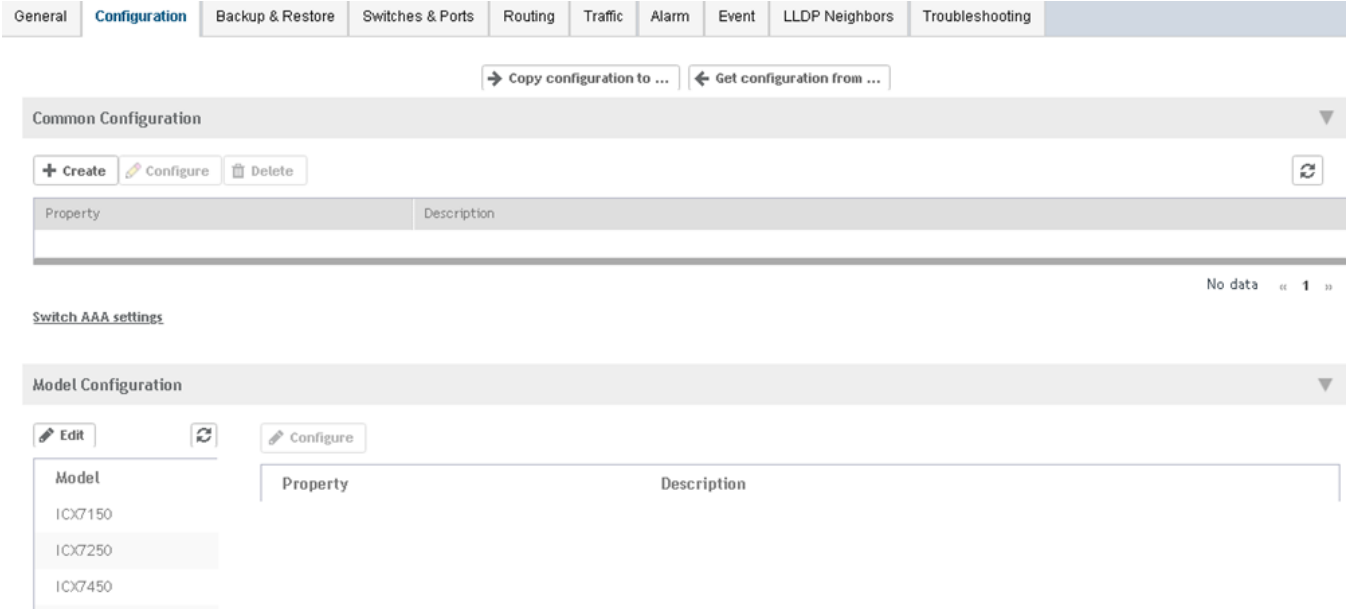 General Configuration Backup & Restore Switches & Ports Routing Traffic Alarm Event LLDP Neighbors Troubleshooting
Copy configuration to ... Get configuration from ...
Common Configuration
Create Configure Delete
Property Description
No data « 1 »
Switch AAA settings
Model Configuration
Edit Configure
Model Property Description
ICX7150
ICX7250
ICX7450